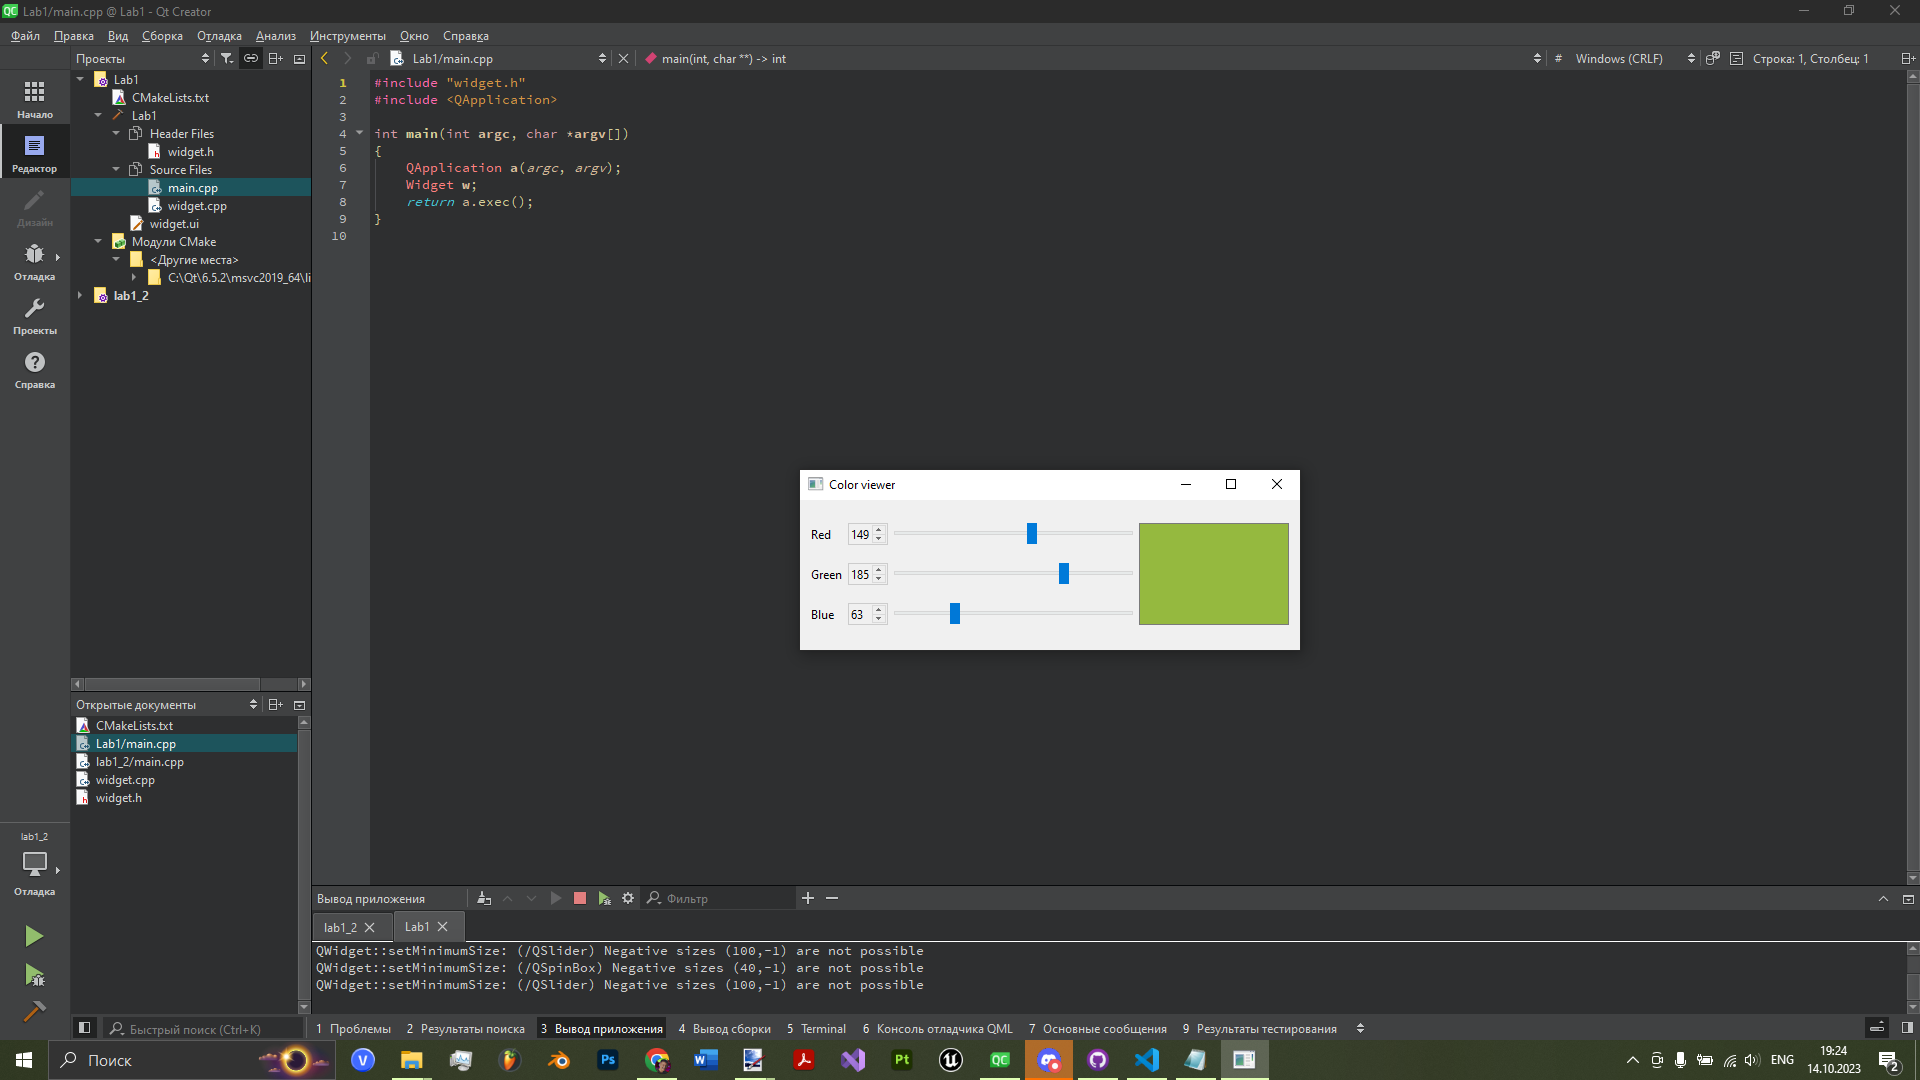 Lab1/main.cpp @ Lab1 - Qt Creator
Файл Правка Вид Сборка Отладка Анализ Инструменты Окно Справка
Проекты
Lab1/main.cpp
main(int, char **) -> int
# Windows (CRLF)
Строка: 1, Столбец: 1
Начало
Редактор
Дизайн
Отладка
Проекты
Справка
Lab1
CMakeLists.txt
Lab1
Header Files
widget.h
Source Files
main.cpp
widget.cpp
widget.ui
Модули CMake
<Другие места>
C:\Qt\6.5.2\msvc2019_64\li
lab1_2
1 #include "widget.h"
2 #include <QApplication>
3
4 int main(int argc, char *argv[])
5 {
6 QApplication a(argc, argv);
7 Widget w;
8 return a.exec();
9 }
10
Color viewer
Red 149
Green 185
Blue 63
Открытые документы
CMakeLists.txt
Lab1/main.cpp
lab1_2/main.cpp
widget.cpp
widget.h
lab1_2
Отладка
Вывод приложения
Фильтр
lab1_2
Lab1
QWidget::setMinimumSize: (/QSlider) Negative sizes (100,-1) are not possible
QWidget::setMinimumSize: (/QSpinBox) Negative sizes (40,-1) are not possible
QWidget::setMinimumSize: (/QSlider) Negative sizes (100,-1) are not possible
Быстрый поиск (Ctrl+K)
1 Проблемы 2 Результаты поиска 3 Вывод приложения 4 Вывод сборки 5 Terminal 6 Консоль отладчика QML 7 Основные сообщения 9 Результаты тестирования
Поиск
ENG
19:24
14.10.2023
2